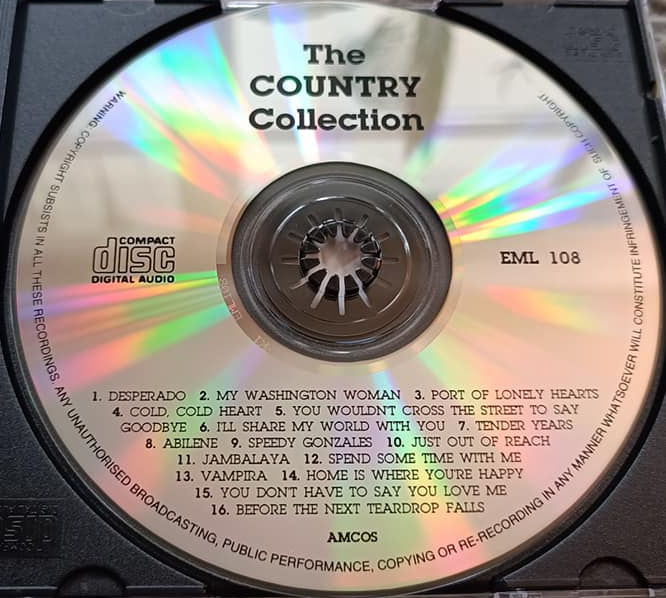 The
COUNTRY
Collection
COMPACT
disc
DIGITAL AUDIO
EML 108
1. DESPERADO 2. MY WASHINGTON WOMAN 3. PORT OF LONELY HEARTS
4. COLD, COLD HEART 5. YOU WOULDN'T CROSS THE STREET TO SAY
GOODBYE 6. I'LL SHARE MY WORLD WITH YOU 7. TENDER YEARS
8. ABILENE 9. SPEEDY GONZALES 10. JUST OUT OF REACH
11. JAMBALAYA 12. SPEND SOME TIME WITH ME
13. VAMPIRA 14. HOME IS WHERE YOU'RE HAPPY
15. YOU DON'T HAVE TO SAY YOU LOVE ME
16. BEFORE THE NEXT TEARDROP FALLS
AMCOS
WARNING. COPYRIGHT SUBSISTS IN ALL THESE RECORDINGS. ANY UNAUTHORISED BROADCASTING, PUBLIC PERFORMANCE, COPYING OR RE-RECORDING IN ANY MANNER WHATSOEVER WILL CONSTITUTE INFRINGEMENT OF SUCH COPYRIGHT.